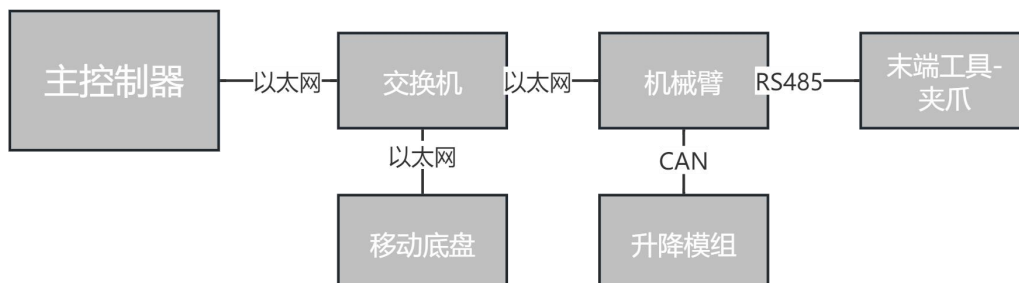 主控制器
以太网
交换机
以太网
机械臂
RS485
末端工具-
夹爪
以太网
CAN
移动底盘
升降模组